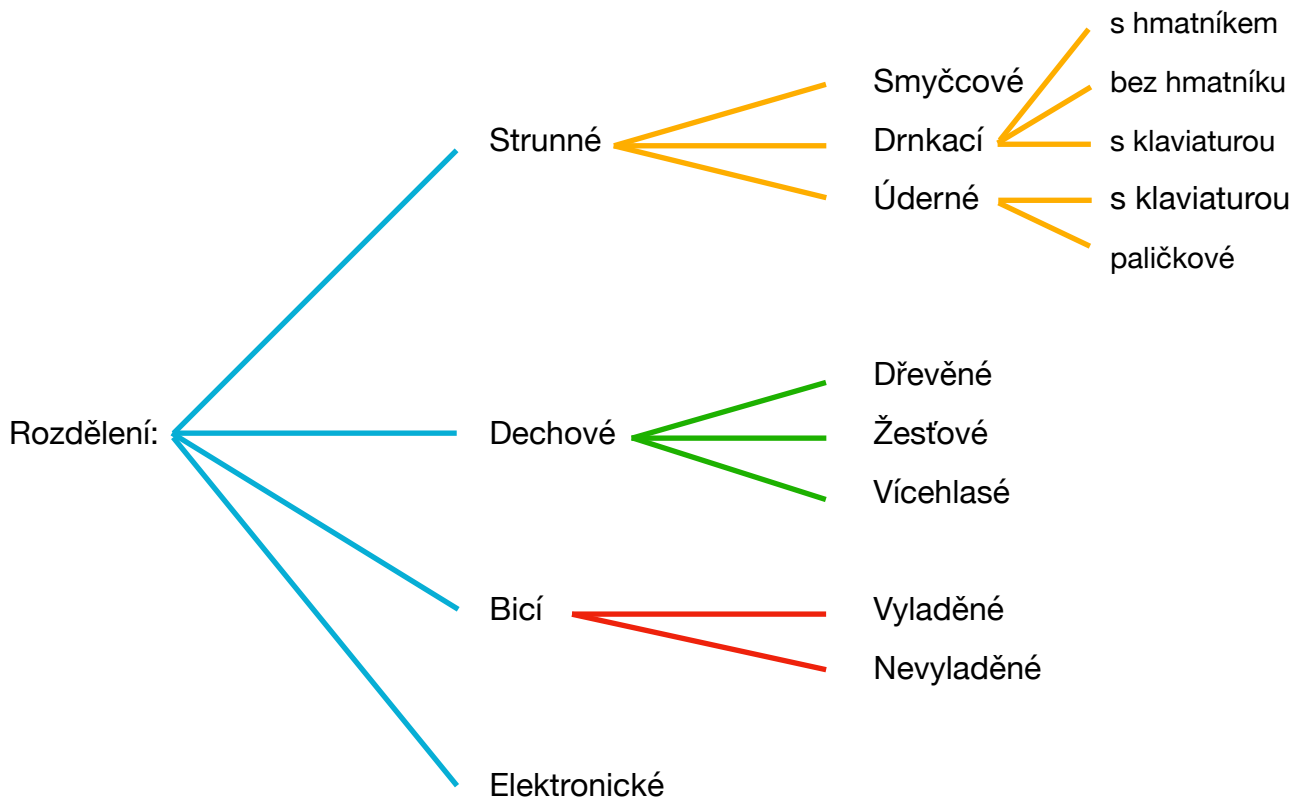 s hmatníkem
Smyčcové bez hmatníku
Strunné Drnkací s klaviaturou
Úderné s klaviaturou
paličkové
Dřevěné
Rozdělení: Dechové Žesťové
Vícehlasé
Bicí Vyladěné
Nevyladěné
Elektronické